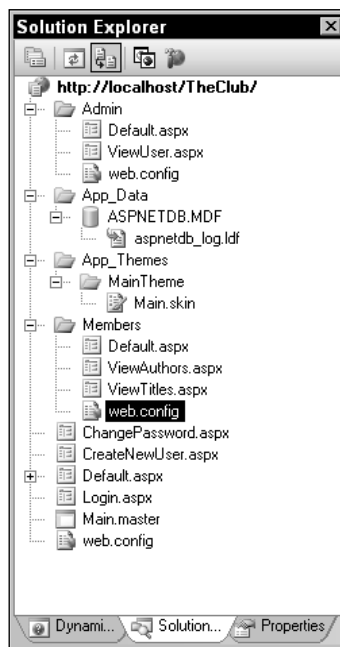 Solution Explorer
http://localhost/TheClub/
Admin
Default.aspx
ViewUser.aspx
web.config
App_Data
ASPNETDB.MDF
aspnetdb_log.ldf
App_Themes
MainTheme
Main.skin
Members
Default.aspx
ViewAuthors.aspx
ViewTitles.aspx
web.config
ChangePassword.aspx
CreateNewUser.aspx
Default.aspx
Login.aspx
Main.master
web.config
Dynami... Solution... Properties